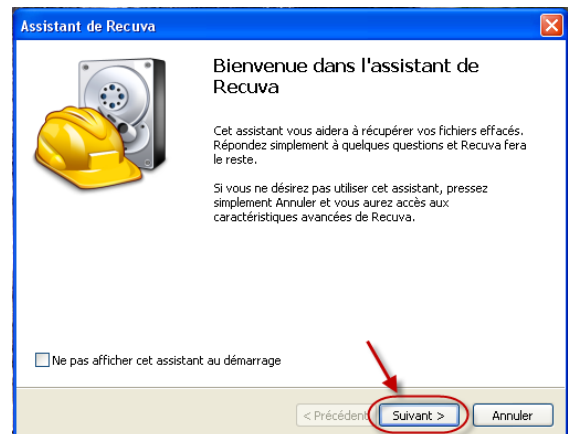 Assistant de Recuva
Bienvenue dans l'assistant de
Recuva
Cet assistant vous aidera à récupérer vos fichiers effacés.
Répondez simplement à quelques questions et Recuva fera
le reste.
Si vous ne désirez pas utiliser cet assistant, pressez
simplement Annuler et vous aurez accès aux
caractéristiques avancées de Recuva.
Ne pas afficher cet assistant au démarrage
< Précédent Suivant > Annuler